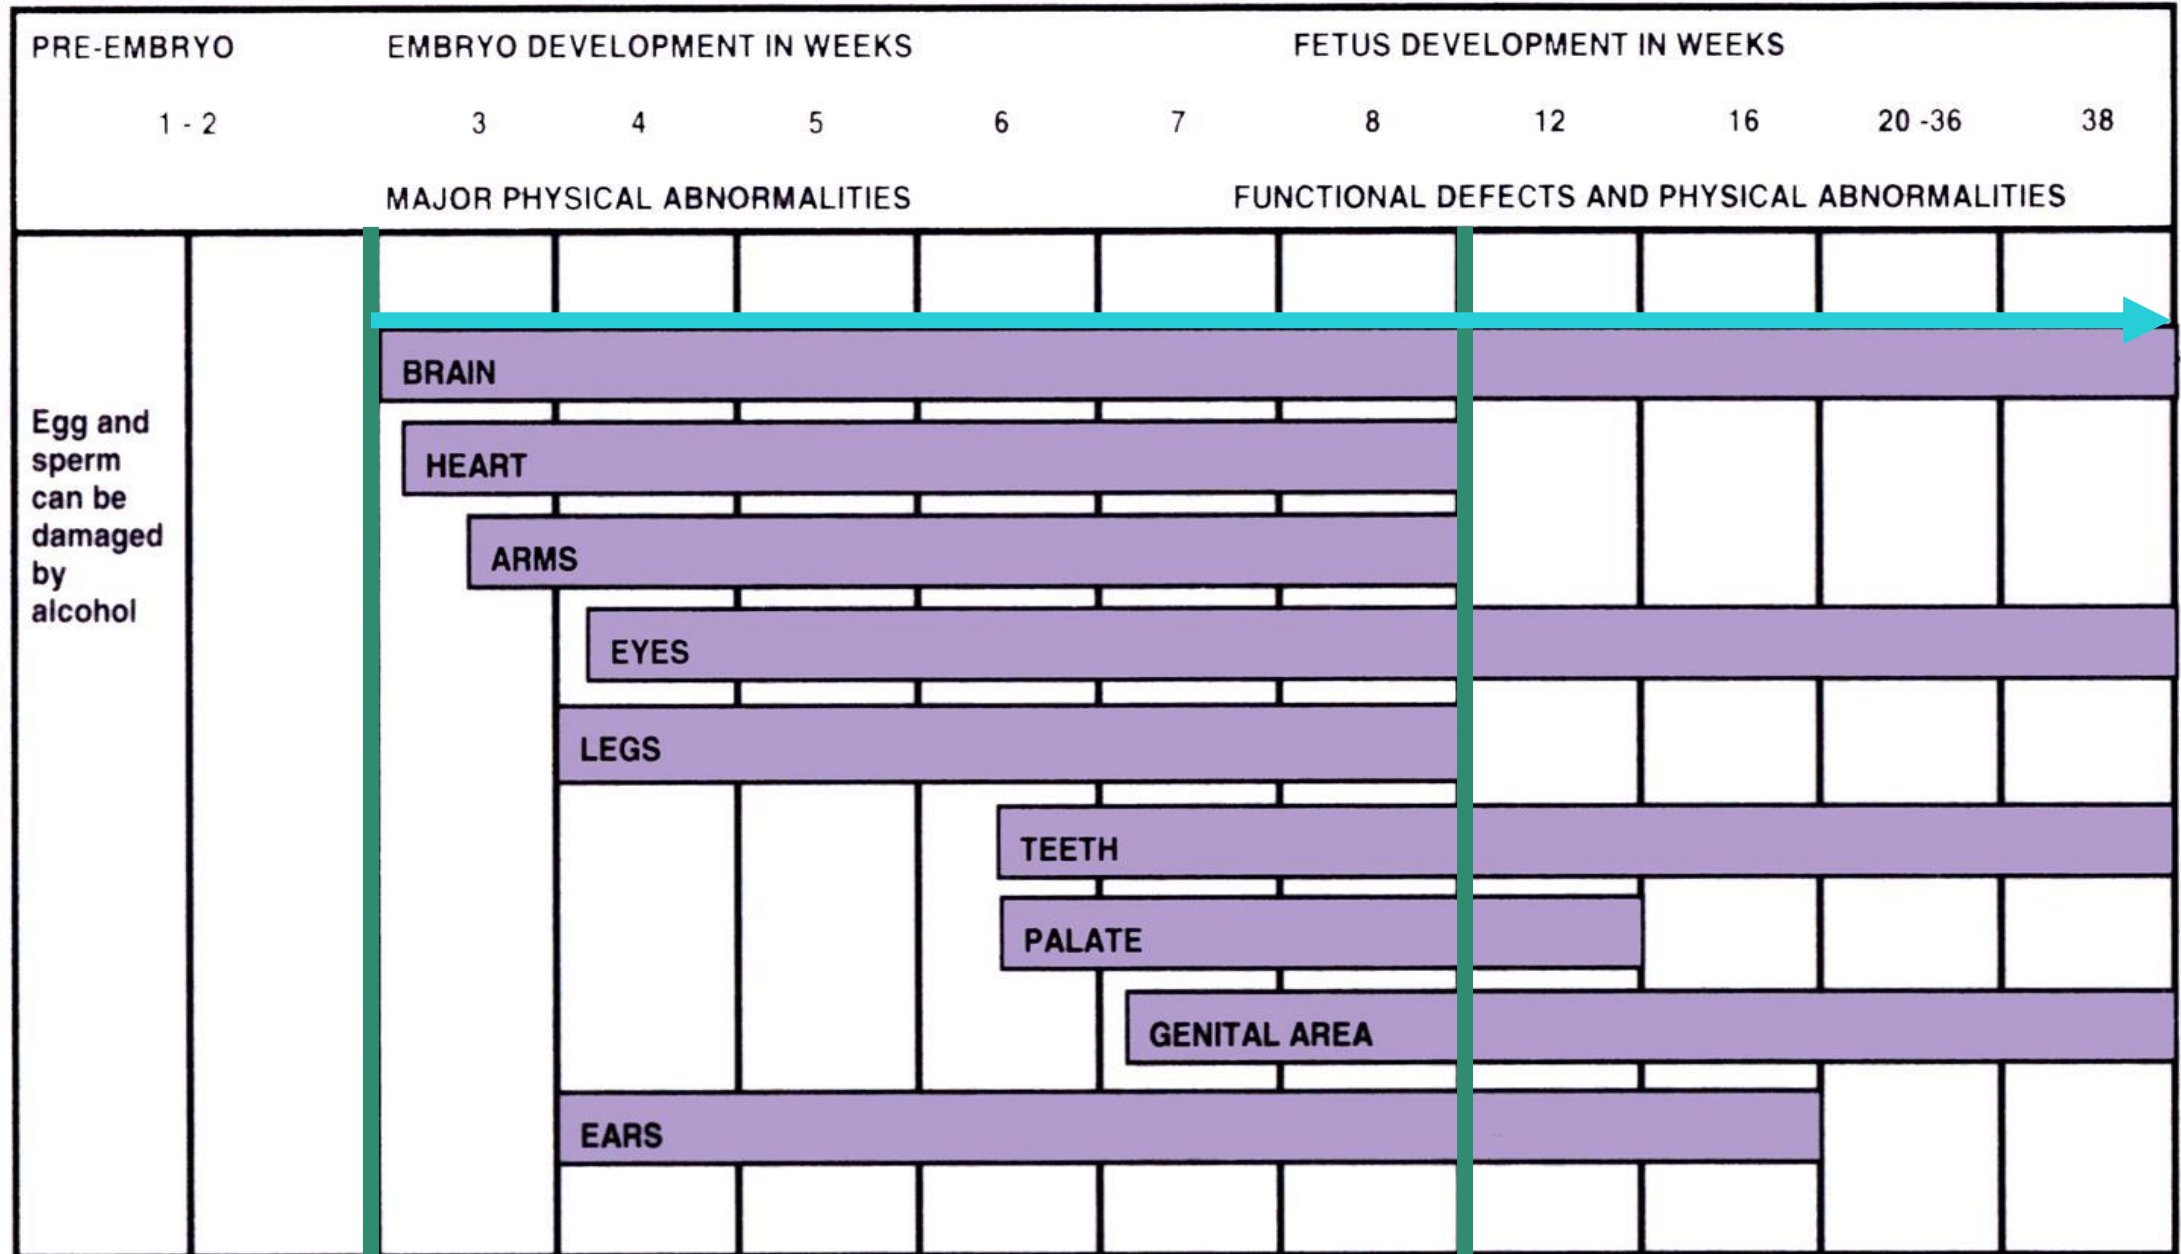 PRE-EMBRYO EMBRYO DEVELOPMENT IN WEEKS FETUS DEVELOPMENT IN WEEKS
1 - 2 3 4 5 6 7 8 12 16 20 -36 38
MAJOR PHYSICAL ABNORMALITIES FUNCTIONAL DEFECTS AND PHYSICAL ABNORMALITIES
Egg and
sperm
can be
damaged
by
alcohol
BRAIN
HEART
ARMS
EYES
LEGS
TEETH
PALATE
GENITAL AREA
EARS